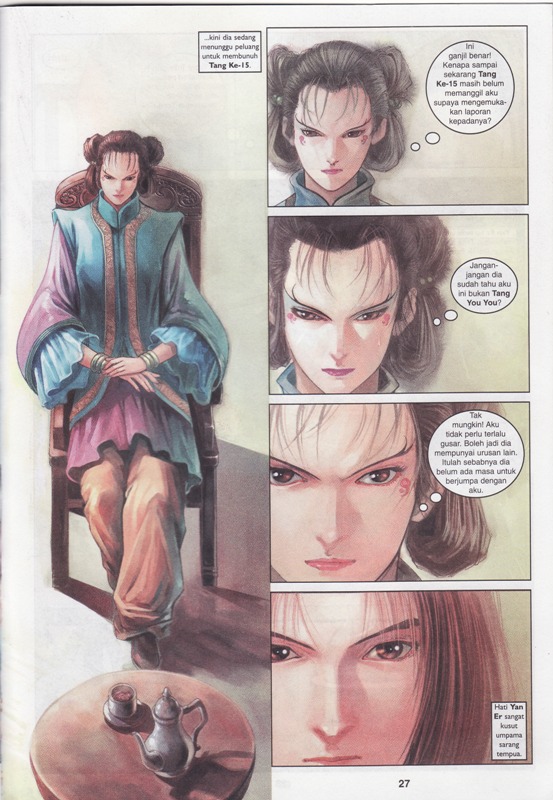 ...kini dia sedang
menunggu peluang
untuk membunuh
Tang Ke-15.
Ini
ganjil benar!
Kenapa sampai
sekarang Tang
Ke-15 masih belum
memanggil aku
supaya mengemuka-
kan laporan
kepadanya?
Jangan-
jangan dia
sudah tahu aku
ini bukan Tang
You You?
Tak
mungkin! Aku
tidak perlu terlalu
gusar. Boleh jadi dia
mempunyai urusan lain.
Itulah sebabnya dia
belum ada masa untuk
berjumpa dengan
aku.
Hati Yan
Er sangat
kusut
umpama
sarang
tempua.
27